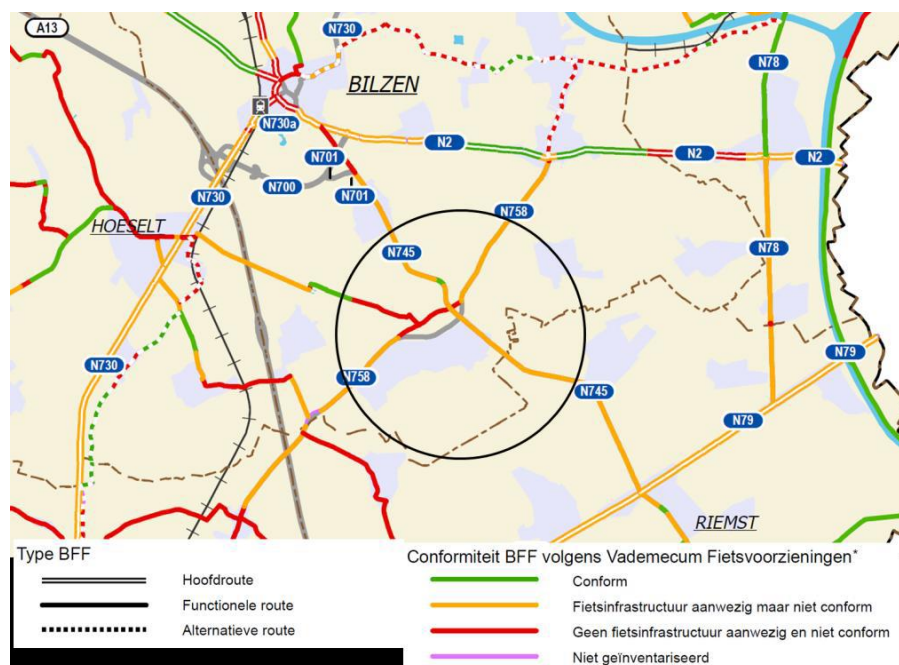 A13
N730
N78
BILZEN
N730a
N2
N2
N2
N701
N700
N701
N730
N758
HOESELT
N745
N78
N730
N758
N745
N79
N79
RIEMST
Type BFF
Hoofdroute
Functionele route
Alternatieve route
Conformiteit BFF volgens Vademecum Fietsvoorzieningen*
Conform
Fietsinfrastructuur aanwezig maar niet conform
Geen fietsinfrastructuur aanwezig en niet conform
Niet geïnventariseerd